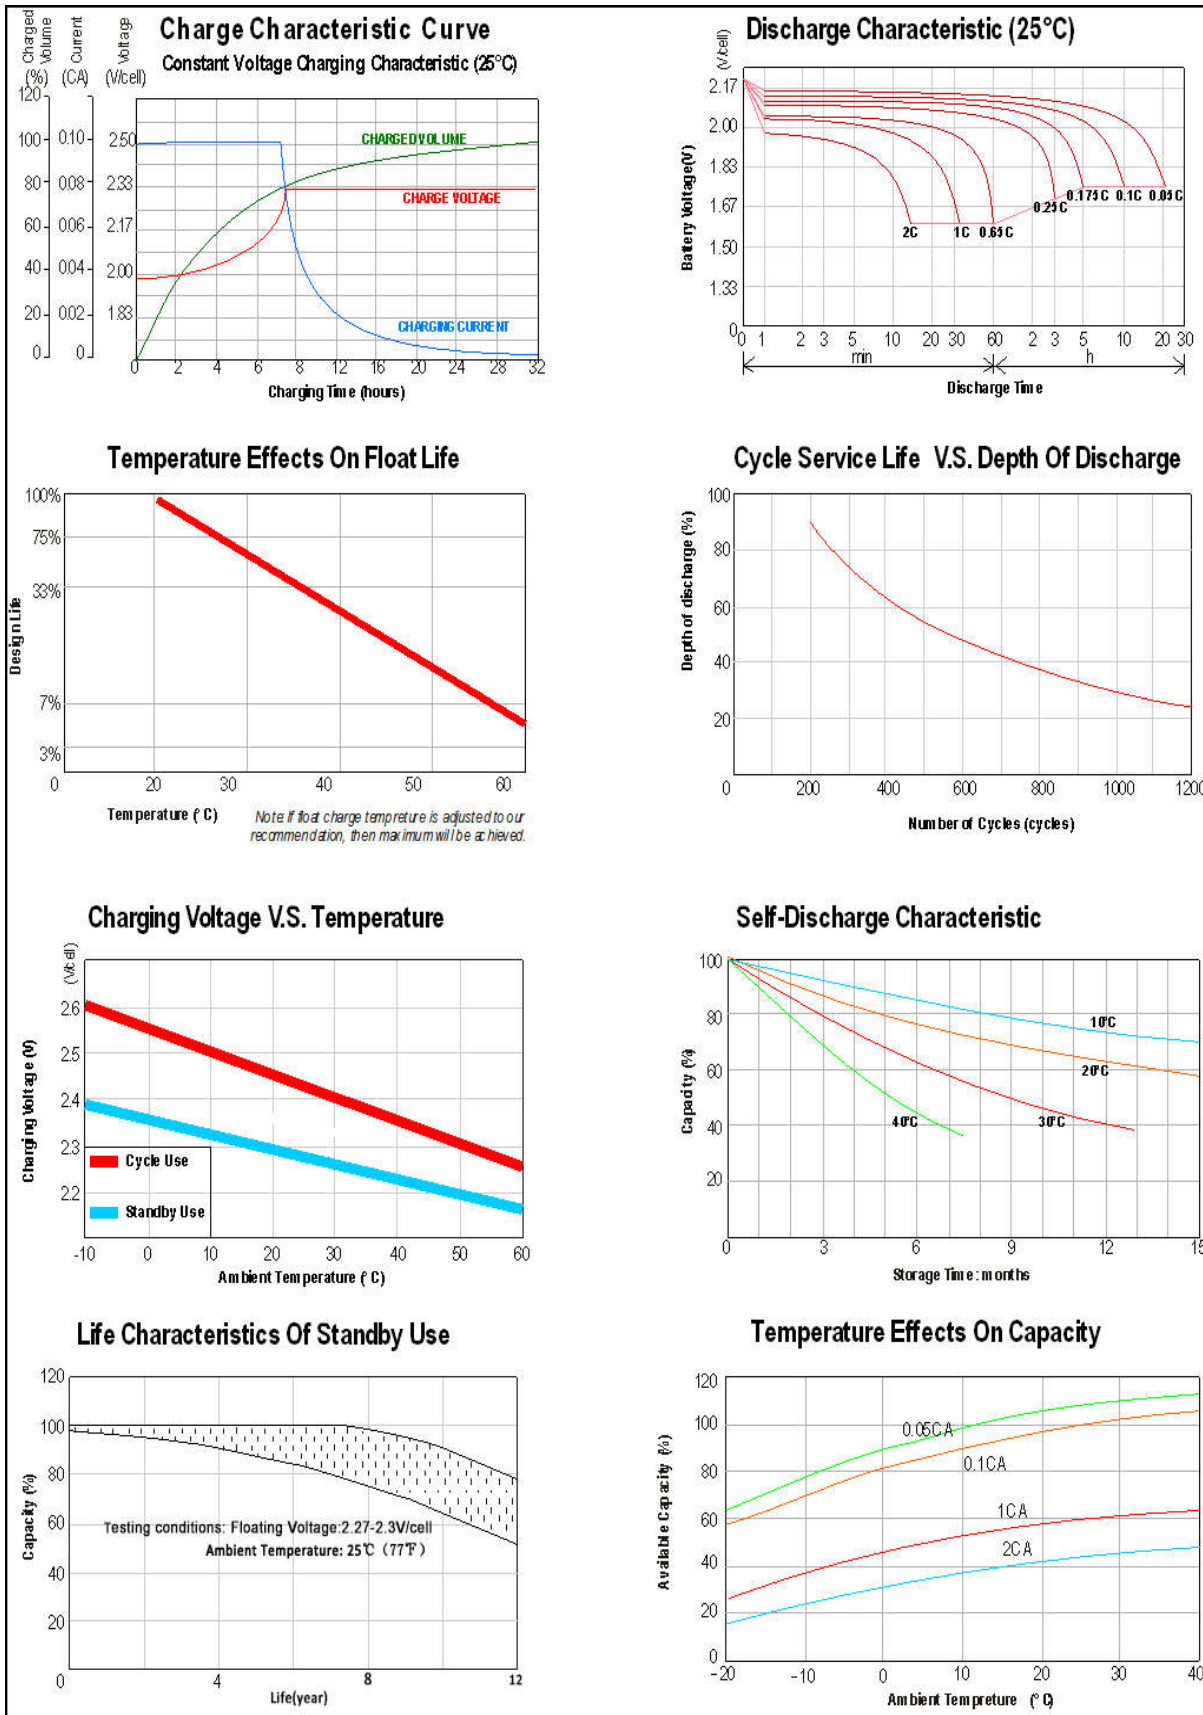 Charge Characteristic Curve
Constant Voltage Charging Characteristic (25°C)
Charged Volume
Current
Voltage
(%) (CA) (V/cell)
120
100 0.10 2.50
80 0.08 2.33
60 0.06 2.17
40 0.04 2.00
20 0.02 1.83
0 0
CHARGED VOLUME
CHARGE VOLTAGE
CHARGING CURRENT
0 2 4 6 8 12 16 20 24 28 32
Charging Time (hours)
Discharge Characteristic (25°C)
(V/cell)
Battery Voltage(V)
2.17
2.00
1.83
1.67
1.50
1.33
0
2C 1C 0.65C 0.25C 0.175C 0.1C 0.05C
0 1 2 3 5 10 20 30 60 2 3 5 10 20 30
min h
Discharge Time
Temperature Effects On Float Life
Design Life
100%
75%
33%
7%
3%
0 20 30 40 50 60
Temperature (°C)
Note: If float charge tempreture is adjusted to our
recommendation, then maximum will be achieved.
Cycle Service Life V.S. Depth Of Discharge
Depth of discharge (%)
100
80
60
40
20
0 200 400 600 800 1000 1200
Number of Cycles (cycles)
Charging Voltage V.S. Temperature
(V/cell)
Charging Voltage (V)
2.6
2.5
2.4
2.3
2.2
Cycle Use
Standby Use
-10 0 10 20 30 40 50 60
Ambient Temperature (°C)
Self-Discharge Characteristic
Capacity (%)
100
80
60
40
20
10°C
20°C
30°C
40°C
0 3 6 9 12 15
Storage Time: months
Life Characteristics Of Standby Use
Capacity (%)
120
100
80
60
40
20
0 4 8 12
Testing conditions: Floating Voltage:2.27-2.3V/cell
Ambient Temperature: 25℃ (77℉)
Life(year)
Temperature Effects On Capacity
Available Capacity (%)
120
100
80
60
40
20
0
0.05CA
0.1CA
1CA
2CA
-20 -10 0 10 20 30 40
Ambient Tempreture (°C)